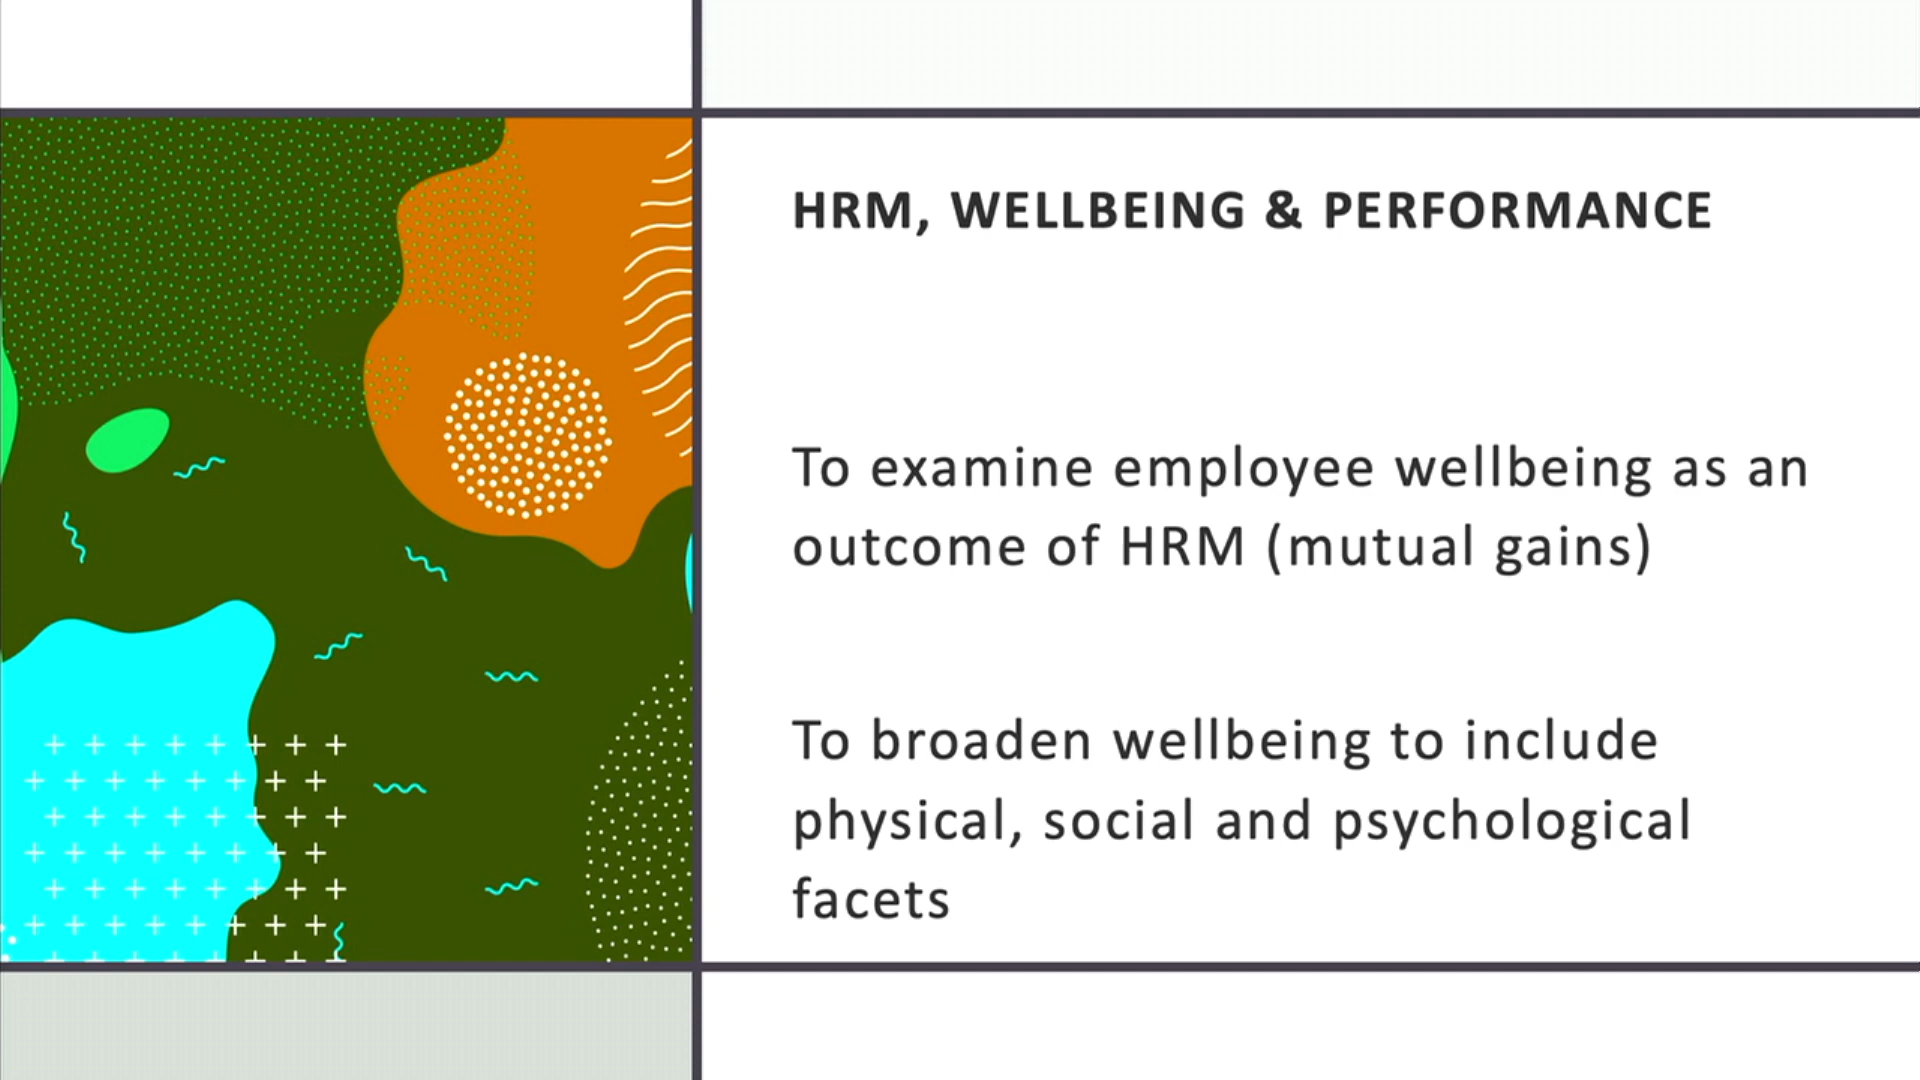 HRM, WELLBEING & PERFORMANCE
To examine employee wellbeing as an
outcome of HRM (mutual gains)
To broaden wellbeing to include
physical, social and psychological
facets